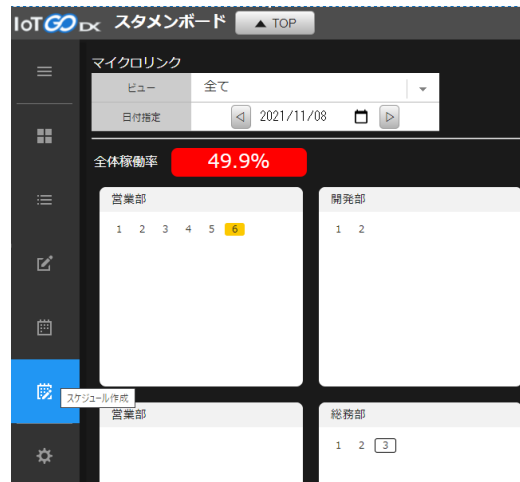 IoT GO DX スタメンボード ▲ TOP
マイクロリンク
ビュー 全て
日付指定 2021/11/08
全体稼働率 49.9%
営業部 開発部
1 2 3 4 5 6 1 2
スケジュール作成
営業部 総務部
1 2 3